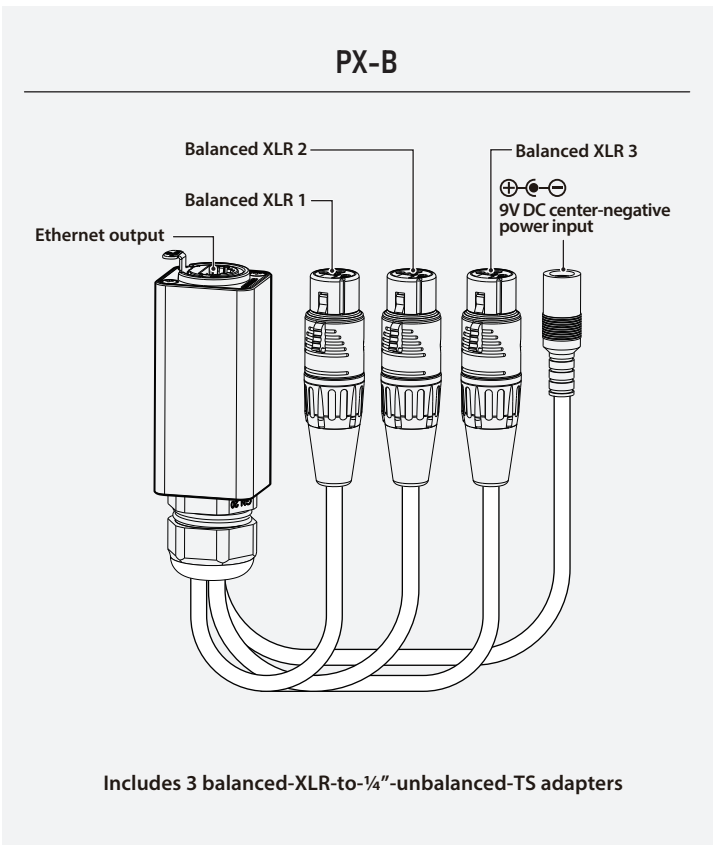 PX-B
Balanced XLR 2
Balanced XLR 3
Balanced XLR 1
9V DC center-negative
power input
Ethernet output
Includes 3 balanced-XLR-to-¼”-unbalanced-TS adapters